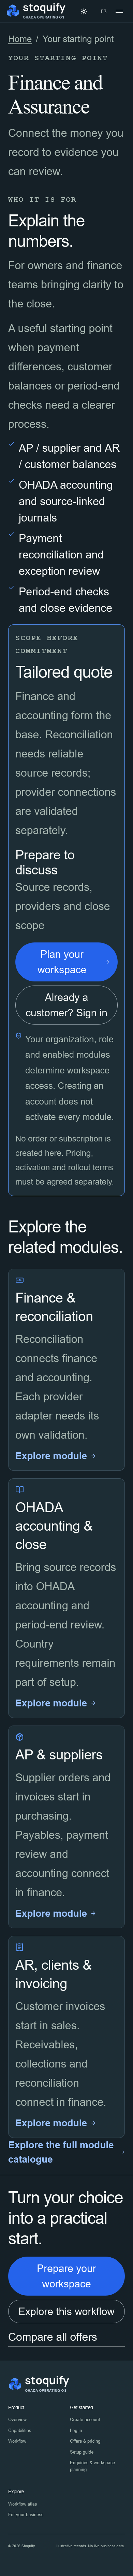 stoquify
OHADA OPERATING OS
FR
Home / Your starting point
YOUR STARTING POINT
Finance and
Assurance
Connect the money you
record to evidence you
can review.
WHO IT IS FOR
Explain the
numbers.
For owners and finance
teams bringing clarity to
the close.
A useful starting point
when payment
differences, customer
balances or period-end
checks need a clearer
process.
AP / supplier and AR
/ customer balances
OHADA accounting
and source-linked
journals
Payment
reconciliation and
exception review
Period-end checks
and close evidence
SCOPE BEFORE
COMMITMENT
Tailored quote
Finance and
accounting form the
base. Reconciliation
needs reliable
source records;
provider connections
are validated
separately.
Prepare to
discuss
Source records,
providers and close
scope
Plan your
workspace
Already a
customer? Sign in
Your organization, role
and enabled modules
determine workspace
access. Creating an
account does not
activate every module.
No order or subscription is
created here. Pricing,
activation and rollout terms
must be agreed separately.
Explore the
related modules.
Finance &
reconciliation
Reconciliation
connects finance
and accounting.
Each provider
adapter needs its
own validation.
Explore module
OHADA
accounting &
close
Bring source records
into OHADA
accounting and
period-end review.
Country
requirements remain
part of setup.
Explore module
AP & suppliers
Supplier orders and
invoices start in
purchasing.
Payables, payment
review and
accounting connect
in finance.
Explore module
AR, clients &
invoicing
Customer invoices
start in sales.
Receivables,
collections and
reconciliation
connect in finance.
Explore module
Explore the full module
catalogue
Turn your choice
into a practical
start.
Prepare your
workspace
Explore this workflow
Compare all offers
stoquify
OHADA OPERATING OS
Product
Overview
Capabilities
Workflow
Get started
Create account
Log in
Offers & pricing
Setup guide
Enquiries & workspace
planning
Explore
Workflow atlas
For your business
© 2026 Stoquify
Illustrative records. No live business data.